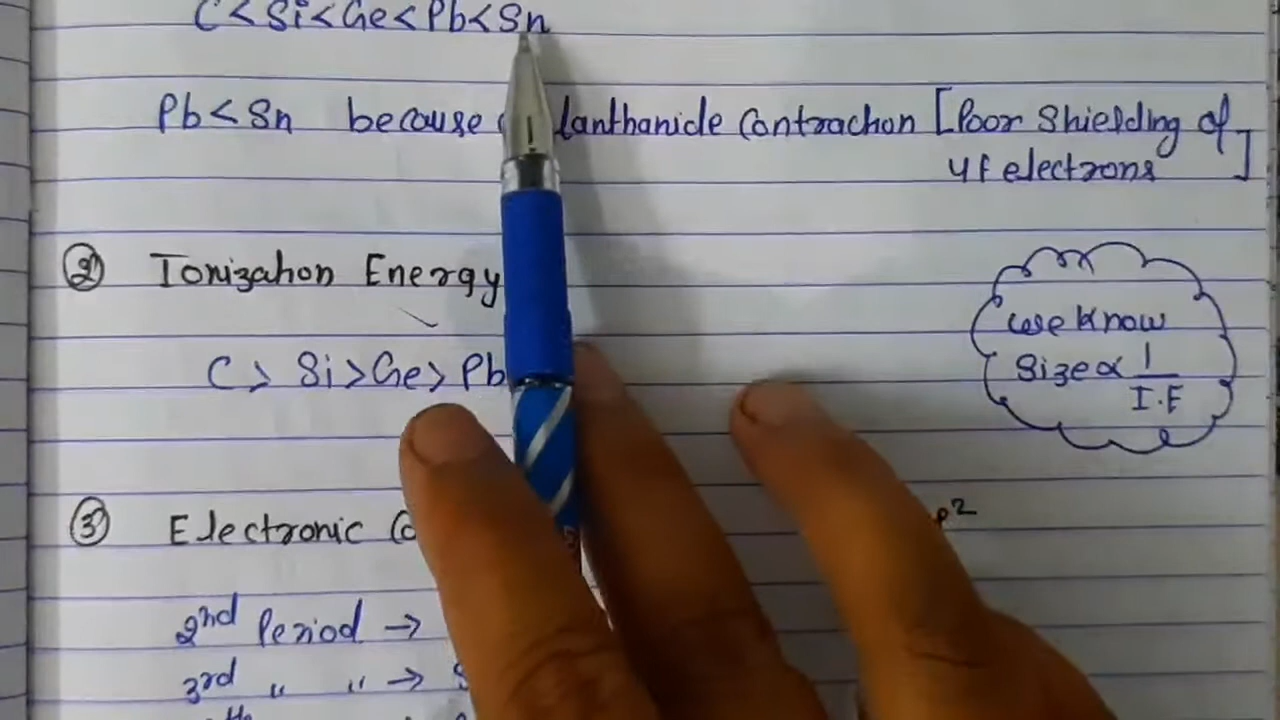 C < Si < Ge < Pb < Sn
Pb < Sn because lanthanide Contraction [Poor Shielding of
4f electrons]
② Ionization Energy
C > Si > Ge > Pb
we know
Size ∝ 1/I.E
③ Electronic p²
2nd Period →
3rd " " →